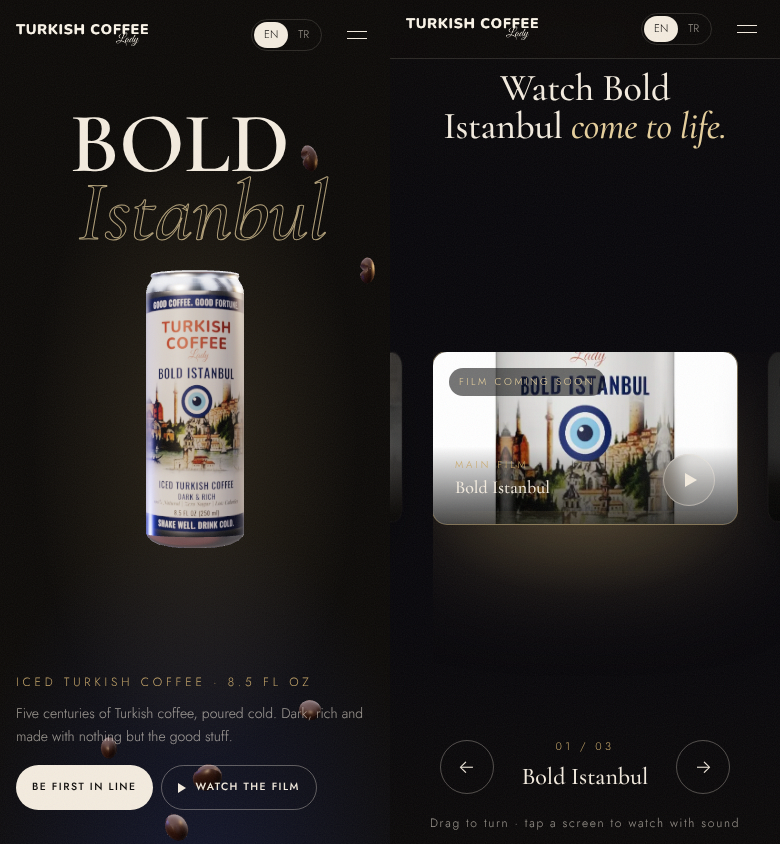 TURKISH COFFEE
Lady
EN TR
BOLD
Istanbul
GOOD COFFEE. GOOD FORTUNE
TURKISH
COFFEE
Lady
BOLD ISTANBUL
ICED TURKISH COFFEE
DARK & RICH
8.5 FL OZ (250 ml)
SHAKE WELL. DRINK COLD.
ICED TURKISH COFFEE · 8.5 FL OZ
Five centuries of Turkish coffee, poured cold. Dark, rich and
made with nothing but the good stuff.
BE FIRST IN LINE
WATCH THE FILM
TURKISH COFFEE
Lady
EN TR
Watch Bold
Istanbul come to life.
Lady
FILM COMING SOON
BOLD ISTANBUL
MAIN FILM
Bold Istanbul
01 / 03
Bold Istanbul
Drag to turn · tap a screen to watch with sound